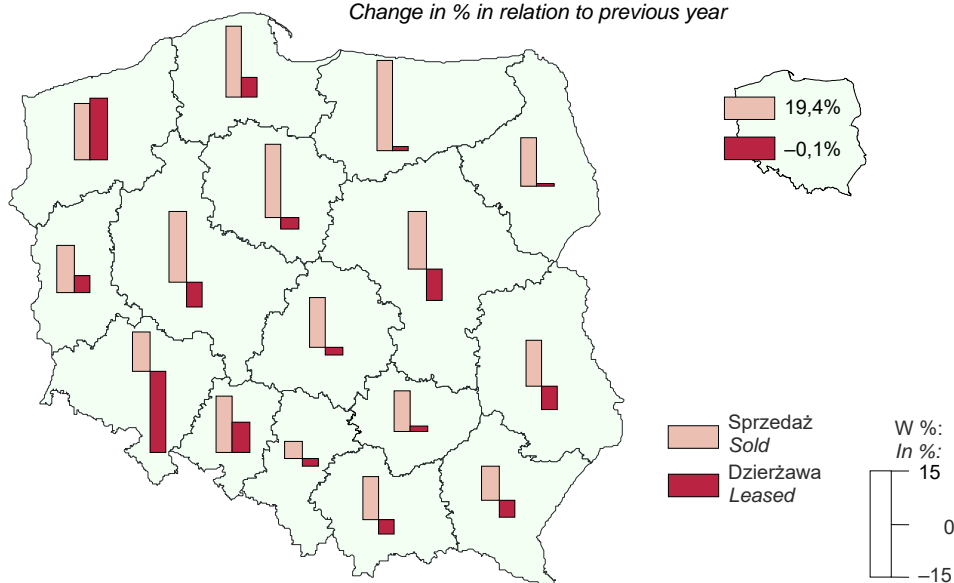 Change in % in relation to previous year
19,4%
–0,1%
Sprzedaż
Sold
Dzierżawa
Leased
W %:
In %:
15
0
–15